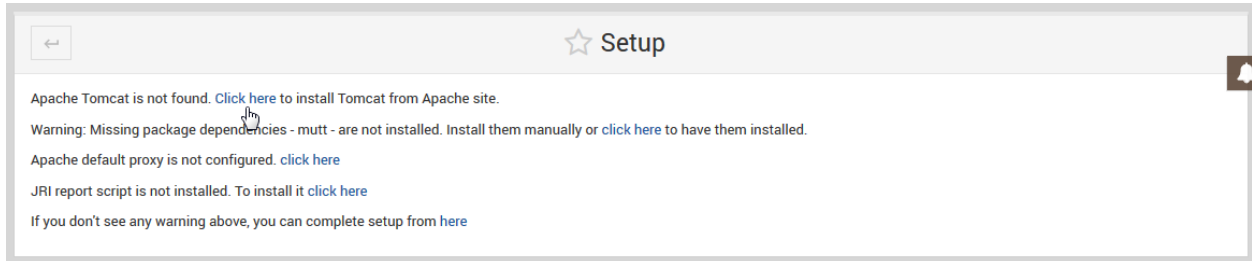 Setup
Apache Tomcat is not found. Click here to install Tomcat from Apache site.
Warning: Missing package dependencies - mutt - are not installed. Install them manually or click here to have them installed.
Apache default proxy is not configured. click here
JRI report script is not installed. To install it click here
If you don't see any warning above, you can complete setup from here